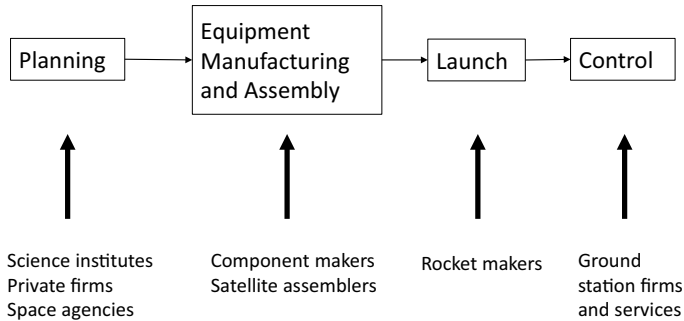 Planning
Equipment
Manufacturing
and Assembly
Launch
Control
Science institutes
Private firms
Space agencies
Component makers
Satellite assemblers
Rocket makers
Ground
station firms
and services